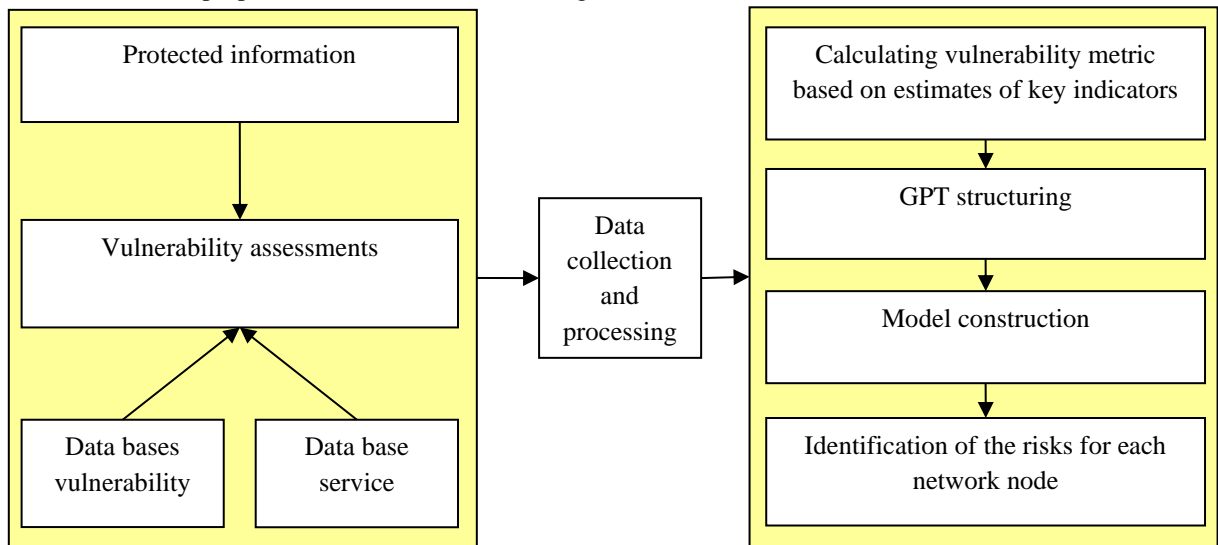 Protected information
Vulnerability assessments
Data bases
vulnerability
Data base
service
Data
collection
and
processing
Calculating vulnerability metric
based on estimates of key indicators
GPT structuring
Model construction
Identification of the risks for each
network node